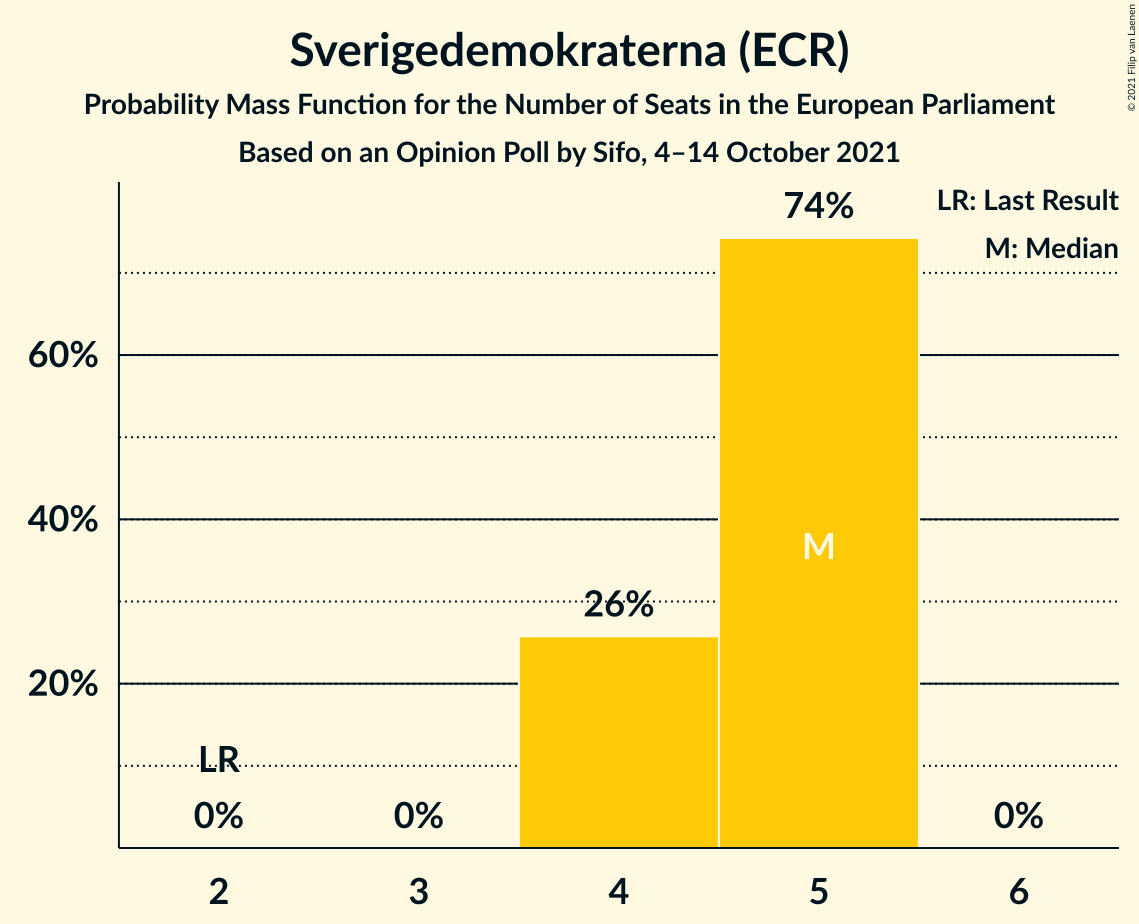 Sverigedemokraterna (ECR)
Probability Mass Function for the Number of Seats in the European Parliament
Based on an Opinion Poll by Sifo, 4–14 October 2021
© 2021 Filip van Laenen
LR: Last Result
M: Median
74%
60%
40%
M
26%
20%
LR
0%
0%
0%
2
3
4
5
6